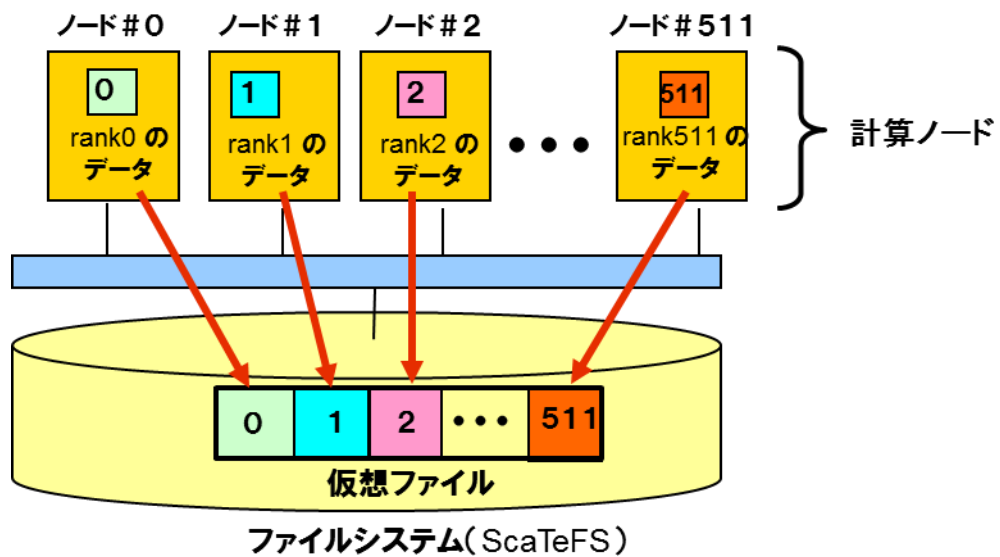 ノード#0
ノード#1
ノード#2
ノード#511
0
rank0 の
データ
1
rank1 の
データ
2
rank2 の
データ
•••
511
rank511 の
データ
計算ノード
0
1
2
•••
511
仮想ファイル
ファイルシステム(ScaTeFS)